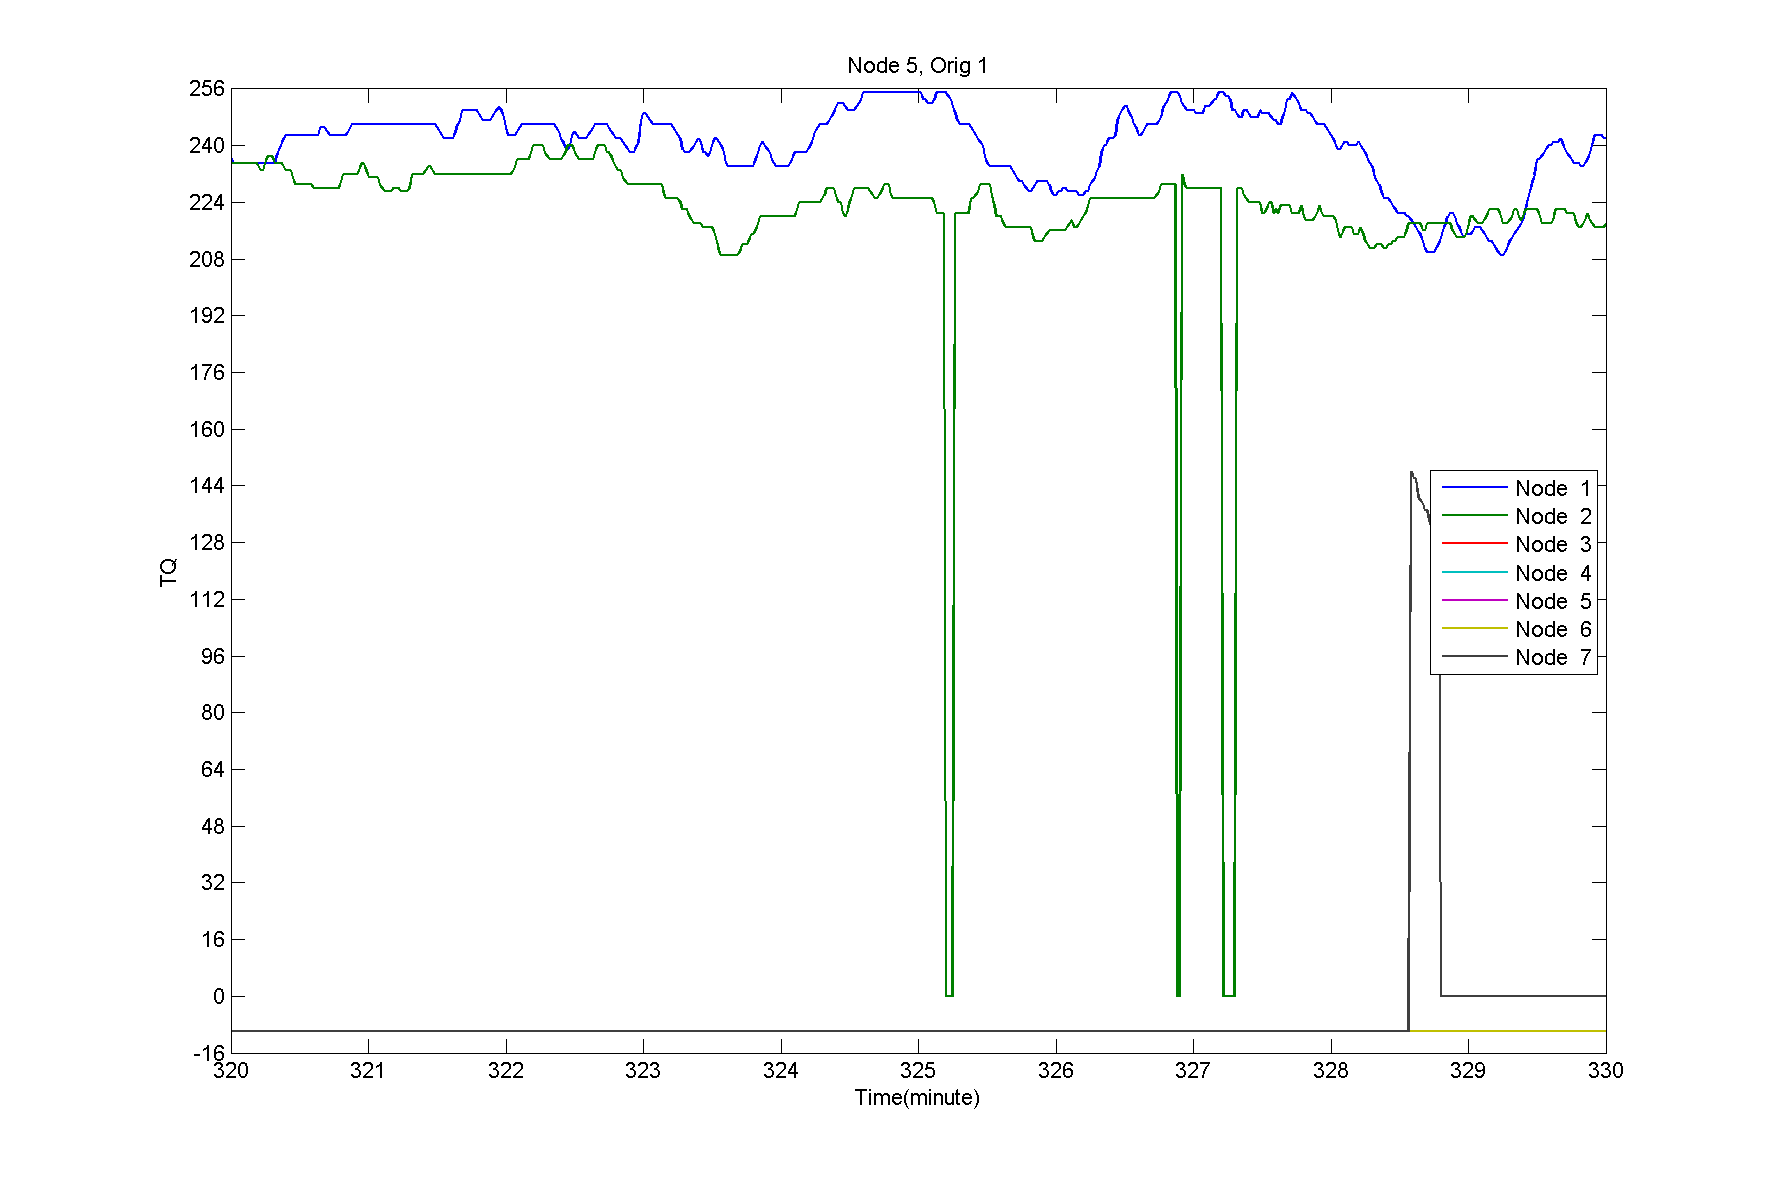 Node 5, Orig 1
256
240
224
208
192
176
160
144
128
112
96
80
64
48
32
16
0
-16
TQ
Node 1
Node 2
Node 3
Node 4
Node 5
Node 6
Node 7
320 321 322 323 324 325 326 327 328 329 330
Time(minute)